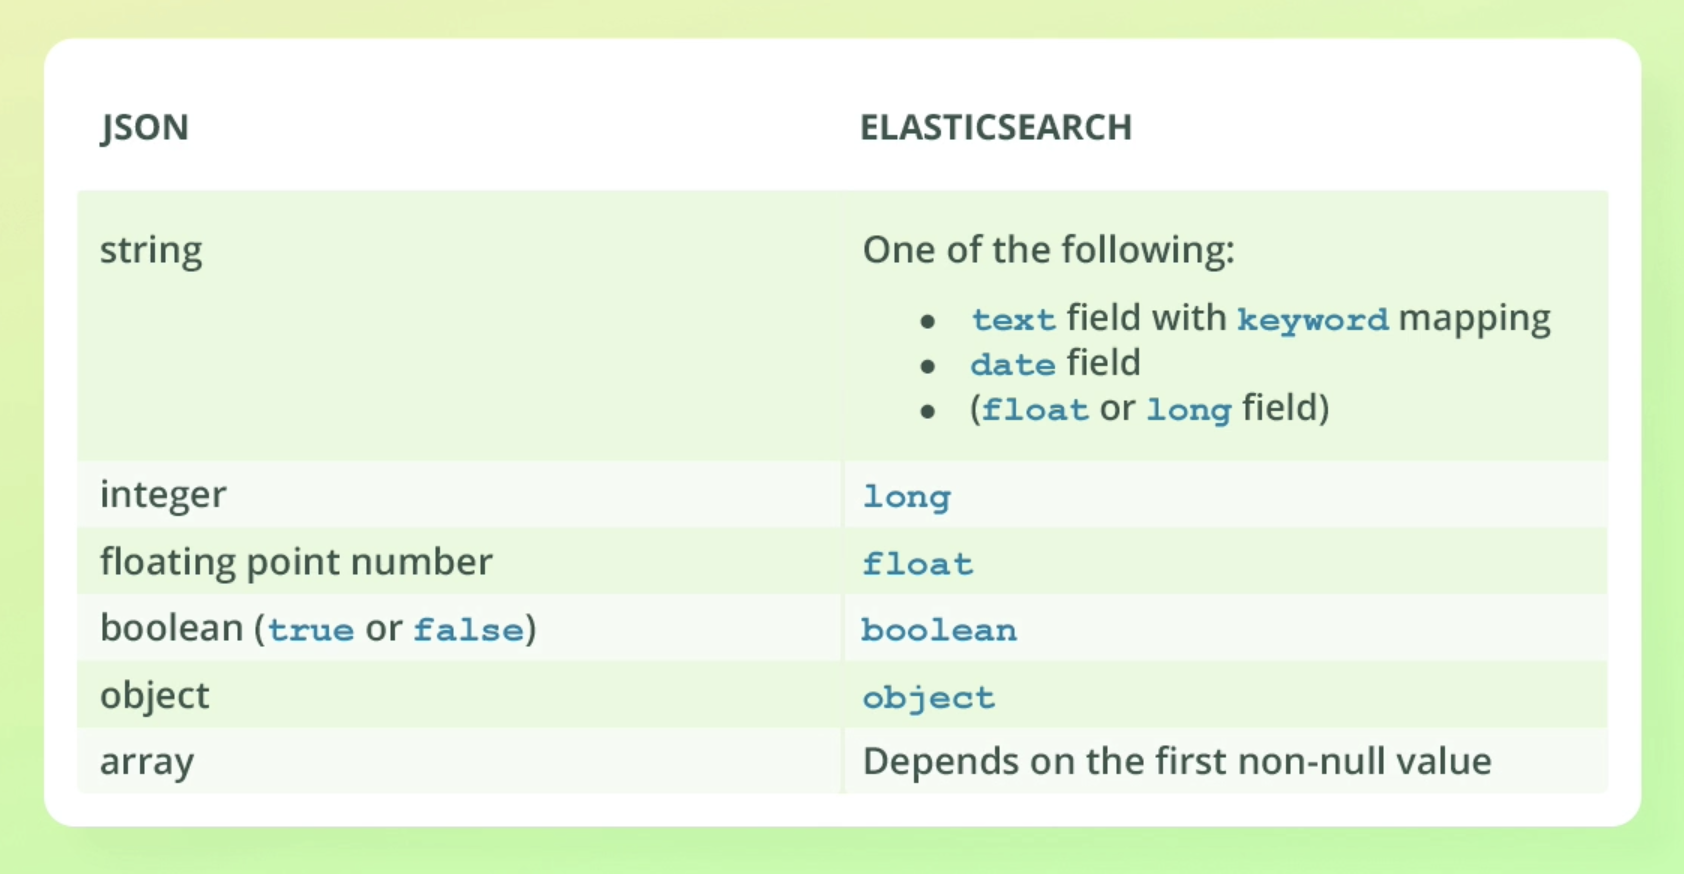 JSON ELASTICSEARCH
string One of the following:
● text field with keyword mapping
● date field
● (float or long field)
integer long
floating point number float
boolean (true or false) boolean
object object
array Depends on the first non-null value